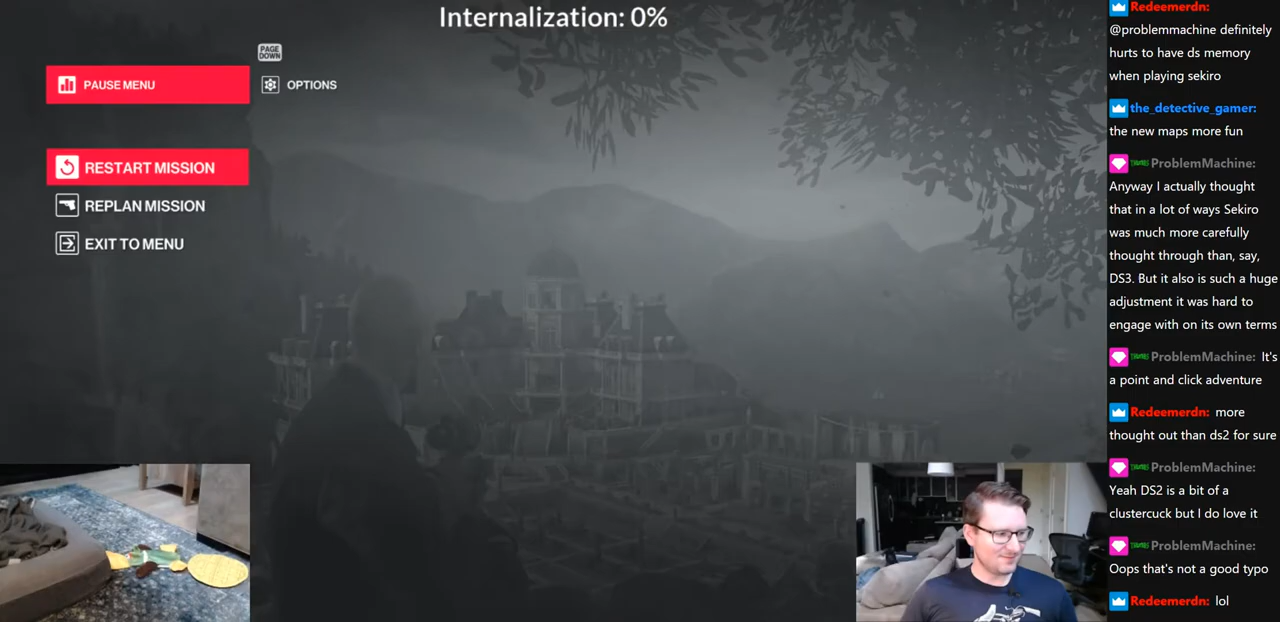 Internalization: 0%
PAGE DOWN
PAUSE MENU
OPTIONS
RESTART MISSION
REPLAN MISSION
EXIT TO MENU
Redeemerdn:
@problemmachine definitely
hurts to have ds memory
when playing sekiro
the_detective_gamer:
the new maps more fun
ProblemMachine:
Anyway I actually thought
that in a lot of ways Sekiro
was much more carefully
thought through than, say,
DS3. But it also is such a huge
adjustment it was hard to
engage with on its own terms
ProblemMachine: It's
a point and click adventure
Redeemerdn: more
thought out than ds2 for sure
ProblemMachine:
Yeah DS2 is a bit of a
clustercuck but I do love it
ProblemMachine:
Oops that's not a good typo
Redeemerdn: lol